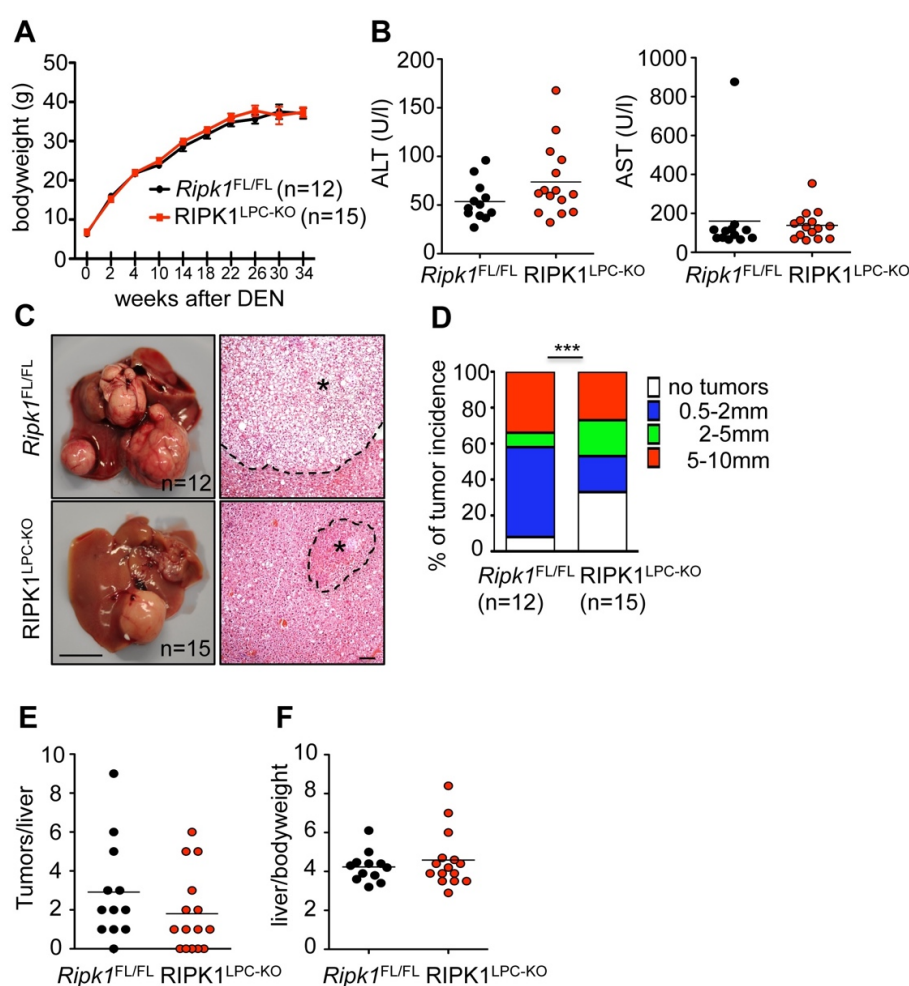 A
bodyweight (g)
50
40
30
20
10
0
Ripk1FL/FL (n=12)
RIPK1LPC-KO (n=15)
0 2 4 10 14 18 22 26 30 34
weeks after DEN
B
ALT (U/l)
200
150
100
50
0
Ripk1FL/FL RIPK1LPC-KO
AST (U/l)
1000
800
600
400
200
0
Ripk1FL/FL RIPK1LPC-KO
C
Ripk1FL/FL
n=12
*
RIPK1LPC-KO
n=15
*
D
% of tumor incidence
100
80
60
40
20
0
***
no tumors
0.5-2mm
2-5mm
5-10mm
Ripk1FL/FL RIPK1LPC-KO
(n=12) (n=15)
E
Tumors/liver
10
8
6
4
2
0
Ripk1FL/FL RIPK1LPC-KO
F
liver/bodyweight
10
8
6
4
2
0
Ripk1FL/FL RIPK1LPC-KO